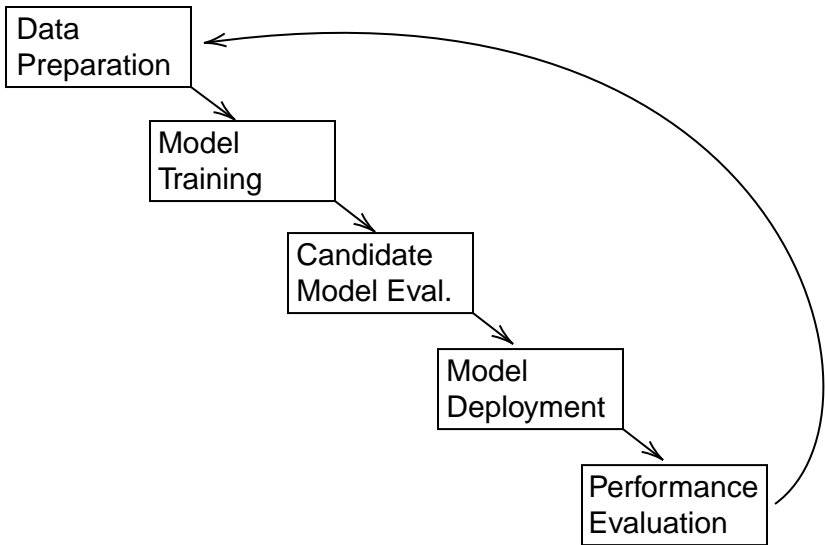 Data
Preparation
Model
Training
Candidate
Model Eval.
Model
Deployment
Performance
Evaluation